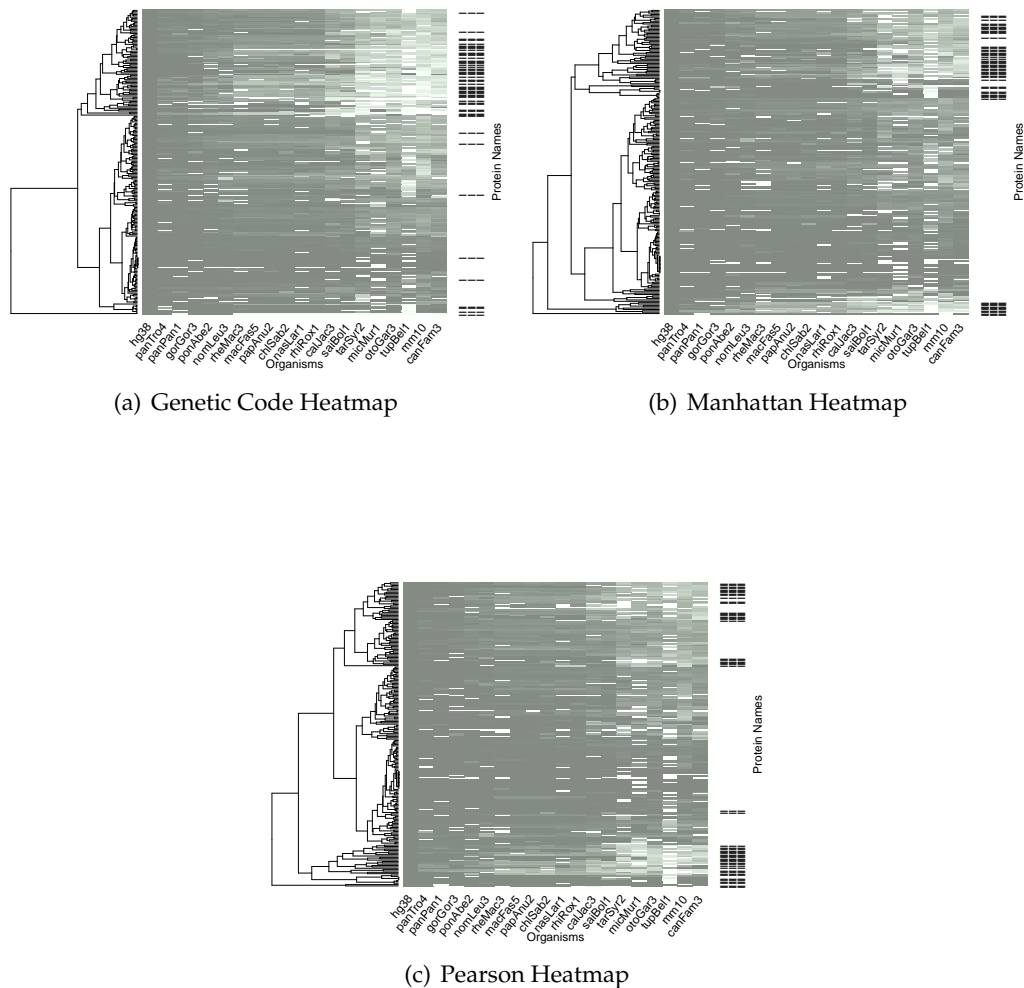 Protein Names
hg38
panTro4
panPan1
gorGor3
ponAbe2
nomLeu3
rheMac3
macFas5
papAnu2
chlSab2
nasLar1
rhiRox1
calJac3
saiBol1
tarSyr2
micMur1
otoGar3
tupBel1
mm10
canFam3
Organisms
(a) Genetic Code Heatmap
Protein Names
hg38
panTro4
panPan1
gorGor3
ponAbe2
nomLeu3
rheMac3
macFas5
papAnu2
chlSab2
nasLar1
rhiRox1
calJac3
saiBol1
tarSyr2
micMur1
otoGar3
tupBel1
mm10
canFam3
Organisms
(b) Manhattan Heatmap
Protein Names
hg38
panTro4
panPan1
gorGor3
ponAbe2
nomLeu3
rheMac3
macFas5
papAnu2
chlSab2
nasLar1
rhiRox1
calJac3
saiBol1
tarSyr2
micMur1
otoGar3
tupBel1
mm10
canFam3
Organisms
(c) Pearson Heatmap